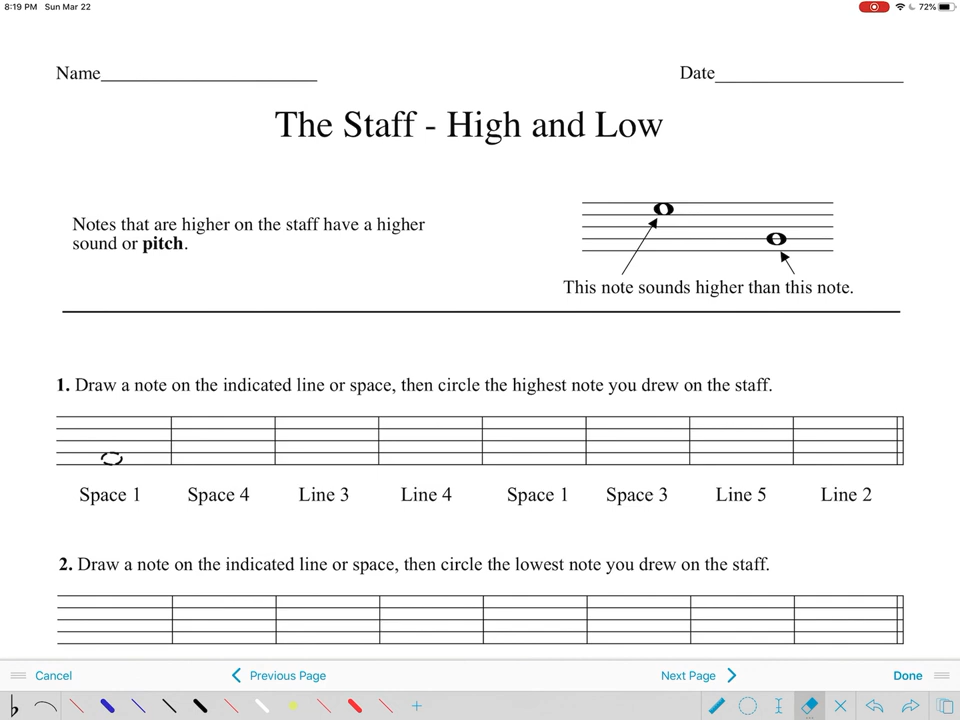 8:19 PM Sun Mar 22
72%
Name
Date
The Staff - High and Low
Notes that are higher on the staff have a higher
sound or pitch.
This note sounds higher than this note.
1. Draw a note on the indicated line or space, then circle the highest note you drew on the staff.
Space 1 Space 4 Line 3 Line 4 Space 1 Space 3 Line 5 Line 2
2. Draw a note on the indicated line or space, then circle the lowest note you drew on the staff.
Cancel Previous Page Next Page Done